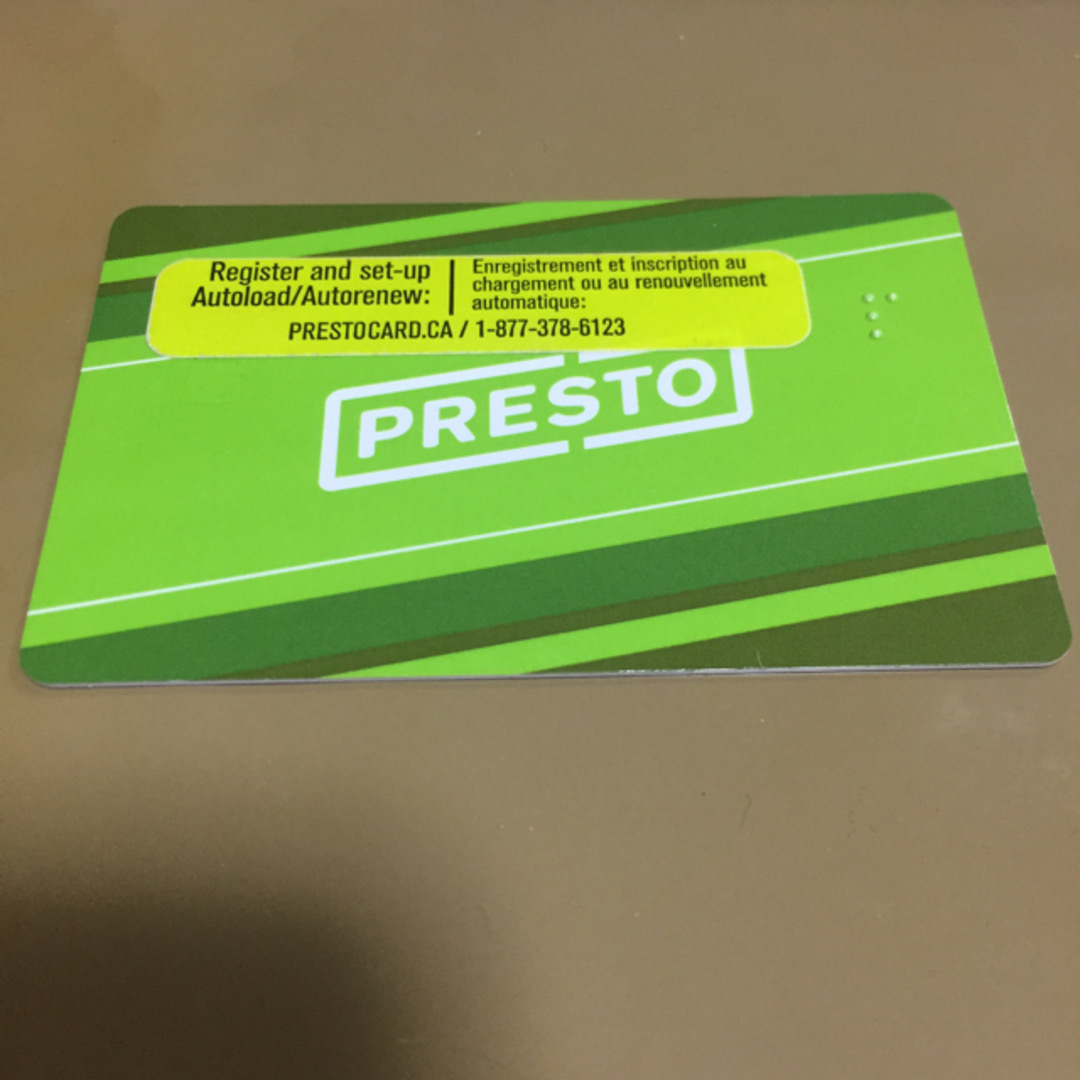 Register and set-up
Autoload/Autorenew:
Enregistrement et inscription au
chargement ou au renouvellement
automatique:
PRESTOCARD.CA / 1-877-378-6123
PRESTO